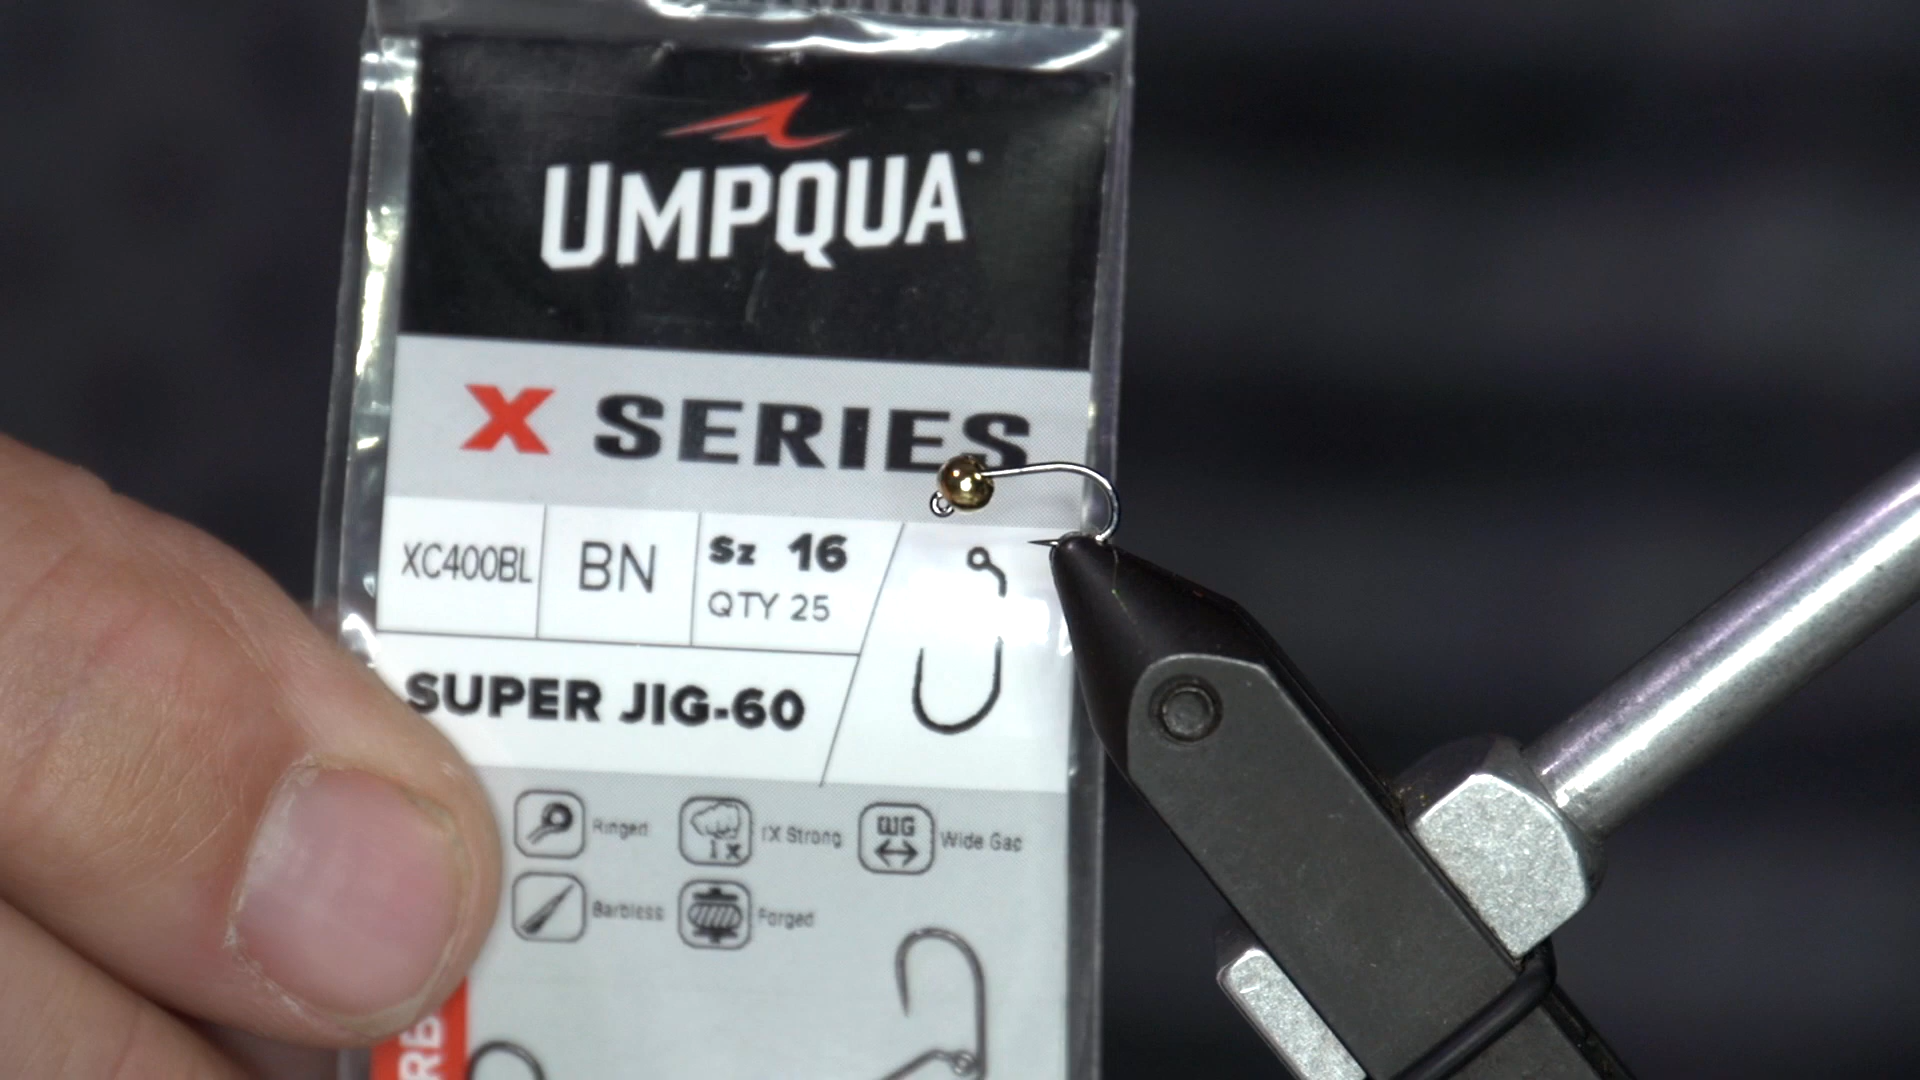 UMPQUA
X SERIES
XC400BL
BN
Sz 16
QTY 25
SUPER JIG-60
Ringed
1X Strong
1X
WG
Wide Gap
Barbless
Forged
RB